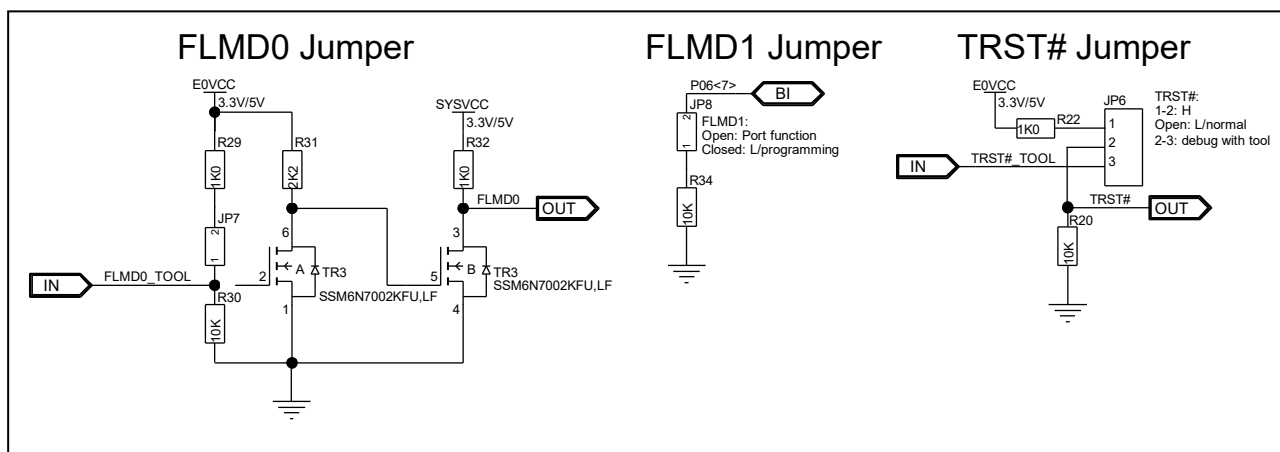 FLMD0 Jumper
E0VCC
3.3V/5V
R29
1K0
R31
2K2
JP7
2
1
IN
FLMD0_TOOL
R30
10K
2
6
A
TR3
SSM6N7002KFU,LF
1
SYSVCC
3.3V/5V
R32
1K0
FLMD0
OUT
3
5
B
TR3
SSM6N7002KFU,LF
4
FLMD1 Jumper
P06<7>
BI
JP8
2
1
FLMD1:
Open: Port function
Closed: L/programming
R34
10K
TRST# Jumper
E0VCC
3.3V/5V
R22
1K0
JP6
1
2
3
TRST#:
1-2: H
Open: L/normal
2-3: debug with tool
IN
TRST#_TOOL
TRST#
OUT
R20
10K